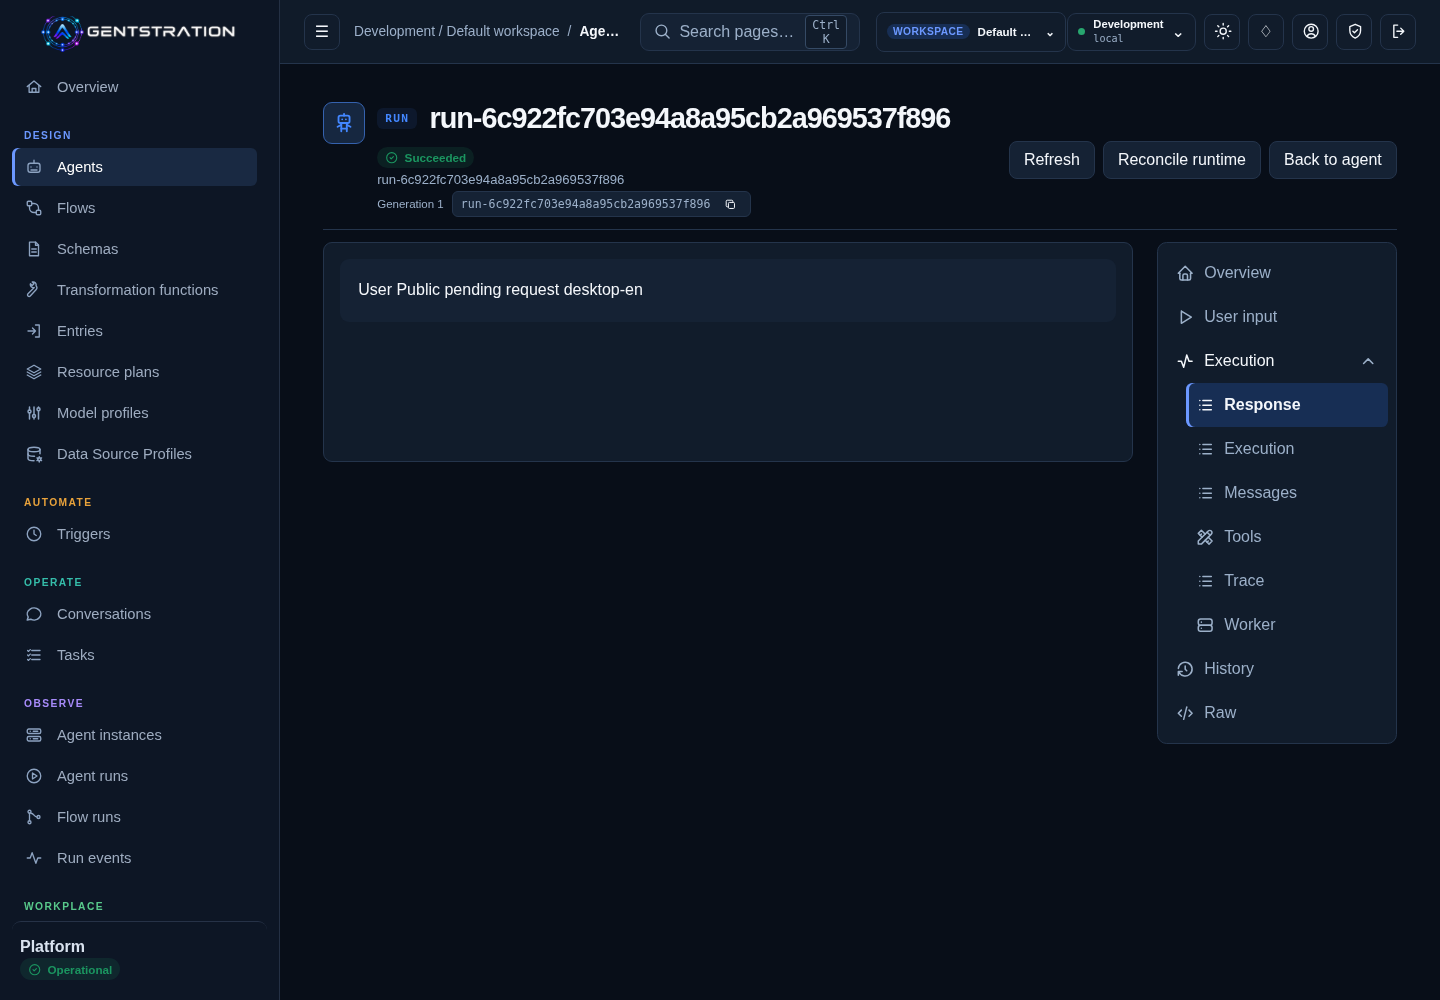 GENTSTRATION
Overview
DESIGN
Agents
Flows
Schemas
Transformation functions
Entries
Resource plans
Model profiles
Data Source Profiles
AUTOMATE
Triggers
OPERATE
Conversations
Tasks
OBSERVE
Agent instances
Agent runs
Flow runs
Run events
WORKPLACE
Platform
Operational
Development / Default workspace / Age...
Search pages...
Ctrl
K
WORKSPACE Default ...
Development
local
RUN run-6c922fc703e94a8a95cb2a969537f896
Succeeded
run-6c922fc703e94a8a95cb2a969537f896
Generation 1 run-6c922fc703e94a8a95cb2a969537f896
Refresh
Reconcile runtime
Back to agent
User Public pending request desktop-en
Overview
User input
Execution
Response
Execution
Messages
Tools
Trace
Worker
History
Raw